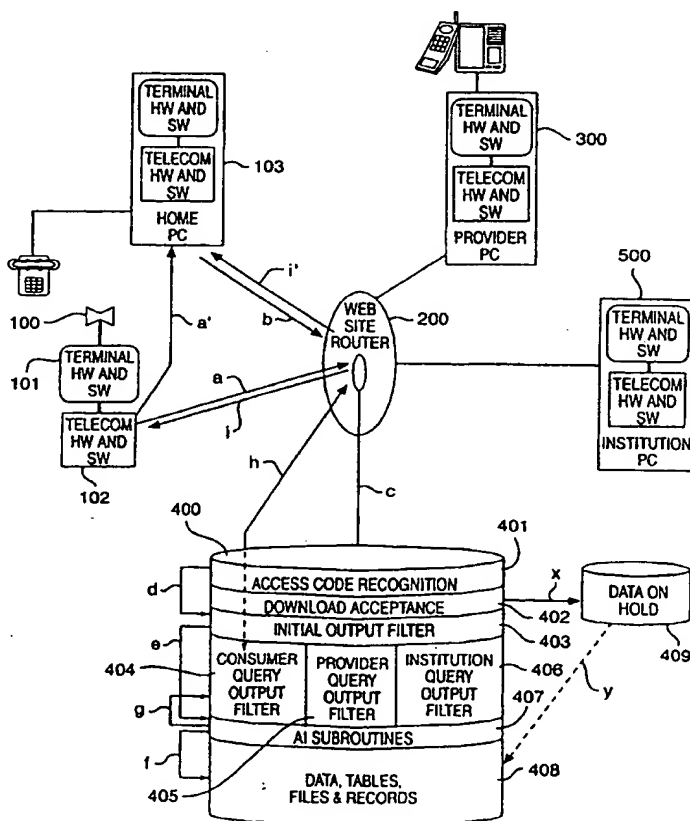 TERMINAL
HW AND
SW
TELECOM
HW AND
SW
HOME
PC
103
TERMINAL
HW AND
SW
TELECOM
HW AND
SW
PROVIDER
PC
300
500
TERMINAL
HW AND
SW
TELECOM
HW AND
SW
INSTITUTION
PC
WEB
SITE
ROUTER
200
i'
b
a'
100
101
TERMINAL
HW AND
SW
TELECOM
HW AND
SW
102
a
i
h
c
400
401
ACCESS CODE RECOGNITION
DOWNLOAD ACCEPTANCE
402
INITIAL OUTPUT FILTER
403
404
CONSUMER
QUERY
OUTPUT
FILTER
PROVIDER
QUERY
OUTPUT
FILTER
INSTITUTION
QUERY
OUTPUT
FILTER
406
407
AI SUBROUTINES
405
DATA, TABLES,
FILES & RECORDS
408
d
e
g
f
x
DATA ON
HOLD
409
y